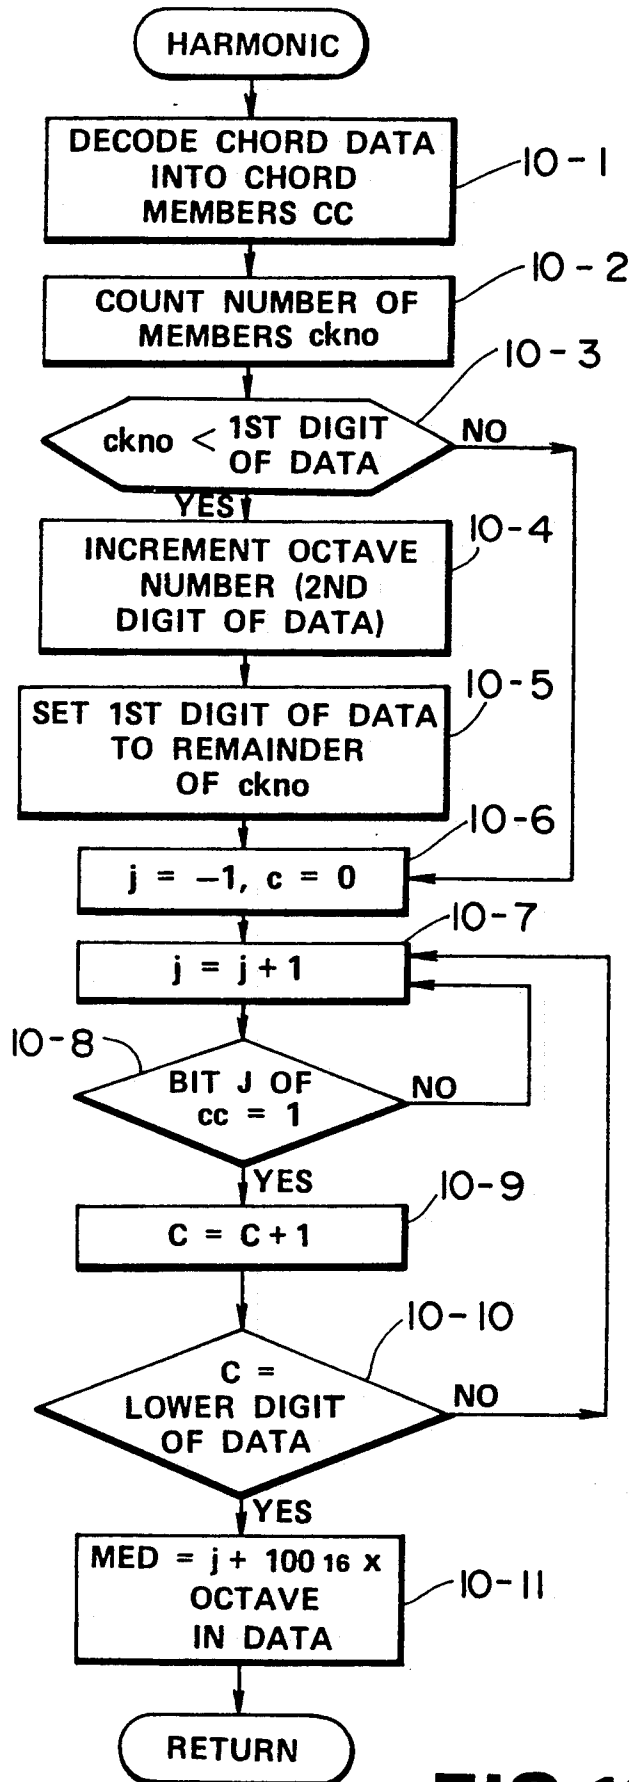 HARMONIC
DECODE CHORD DATA
INTO CHORD
MEMBERS CC
10-1
COUNT NUMBER OF
MEMBERS ckno
10-2
10-3
ckno < 1ST DIGIT
OF DATA
NO
YES
INCREMENT OCTAVE
NUMBER (2ND
DIGIT OF DATA)
10-4
SET 1ST DIGIT OF DATA
TO REMAINDER
OF ckno
10-5
10-6
j = -1, c = 0
10-7
j = j + 1
10-8
BIT J OF
cc = 1
NO
YES
10-9
C = C + 1
10-10
C =
LOWER DIGIT
OF DATA
NO
YES
MED = j + 100 16 x
OCTAVE
IN DATA
10-11
RETURN